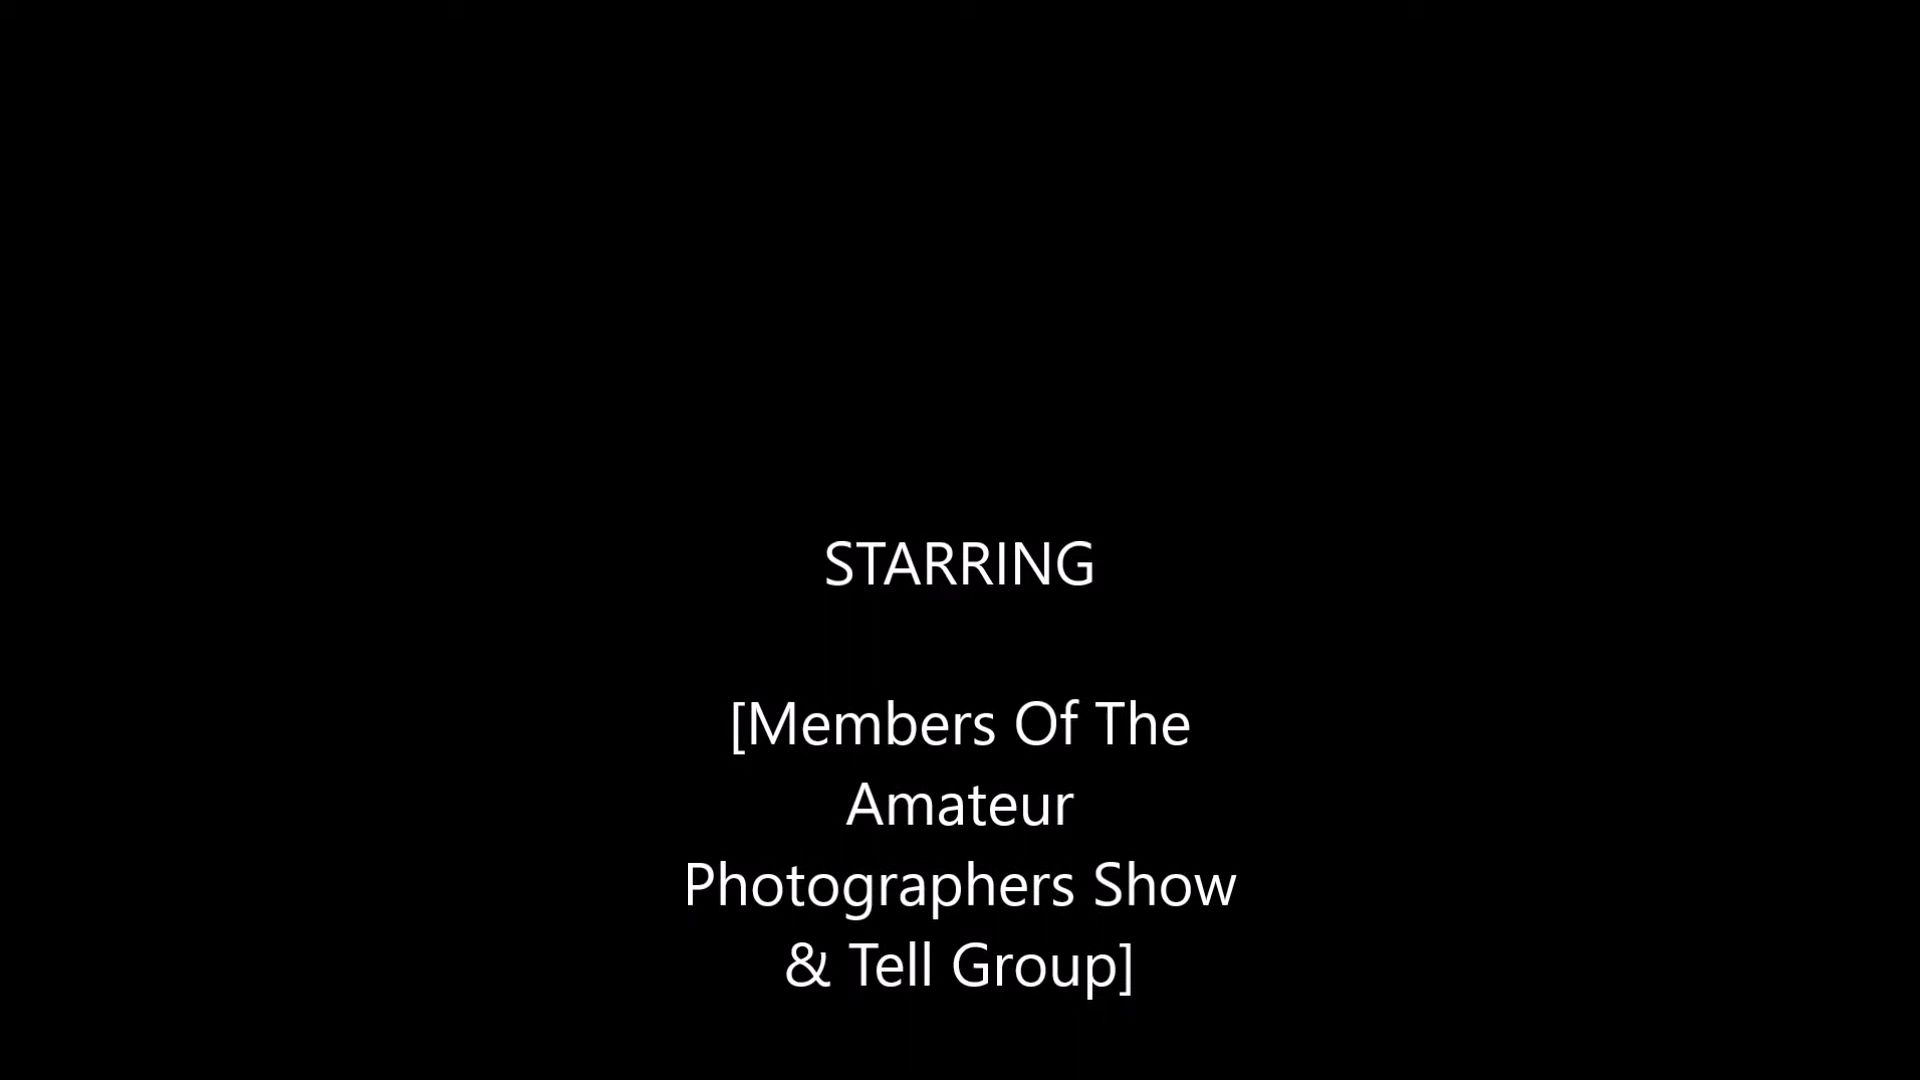 STARRING
[Members Of The
Amateur
Photographers Show
& Tell Group]